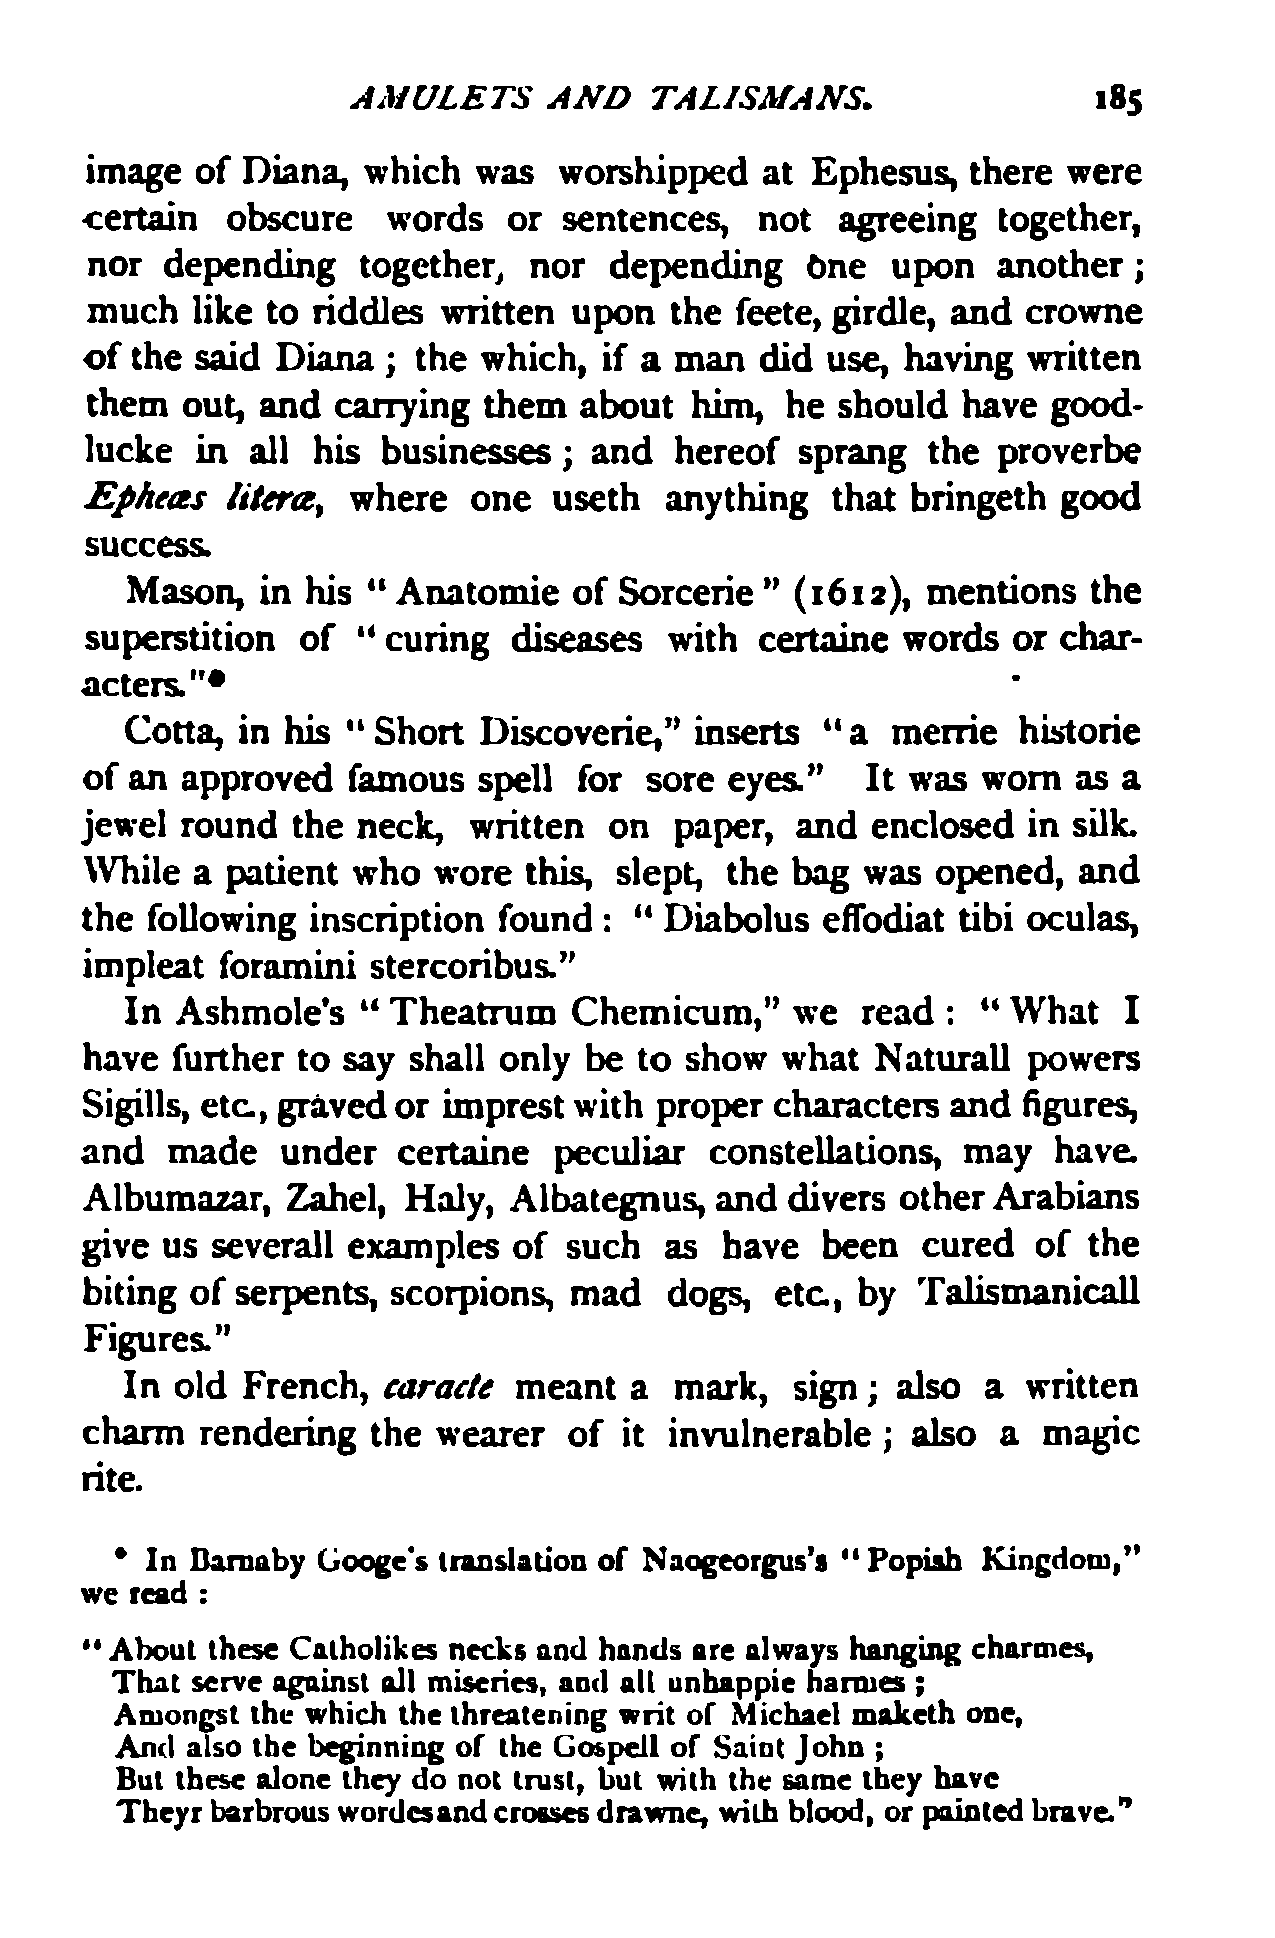 AMULETS AND TALISMANS. 185
image of Diana, which was worshipped at Ephesus, there were
certain obscure words or sentences, not agreeing together,
nor depending together, nor depending one upon another ;
much like to riddles written upon the feete, girdle, and crowne
of the said Diana ; the which, if a man did use, having written
them out, and carrying them about him, he should have good-
lucke in all his businesses ; and hereof sprang the proverbe
Epheæs literæ, where one useth anything that bringeth good
success.
Mason, in his " Anatomie of Sorcerie " (1612), mentions the
superstition of " curing diseases with certaine words or char-
acters."*
Cotta, in his " Short Discoverie," inserts " a merrie historie
of an approved famous spell for sore eyes." It was worn as a
jewel round the neck, written on paper, and enclosed in silk.
While a patient who wore this, slept, the bag was opened, and
the following inscription found : " Diabolus effodiat tibi oculas,
impleat foramini stercoribus."
In Ashmole's " Theatrum Chemicum," we read : " What I
have further to say shall only be to show what Naturall powers
Sigills, etc., graved or imprest with proper characters and figures,
and made under certaine peculiar constellations, may have.
Albumazar, Zahel, Haly, Albategnus, and divers other Arabians
give us severall examples of such as have been cured of the
biting of serpents, scorpions, mad dogs, etc., by Talismanicall
Figures."
In old French, caracte meant a mark, sign ; also a written
charm rendering the wearer of it invulnerable ; also a magic
rite.
* In Barnaby Googe's translation of Naogeorgus's " Popish Kingdom,"
we read :
" About these Catholikes necks and hands are always hanging charmes,
That serve against all miseries, and all unhappie harmes ;
Amongst the which the threatening writ of Michael maketh one,
And also the beginning of the Gospell of Saint John ;
But these alone they do not trust, but with the same they have
Theyr barbrous wordes and crosses drawne, with blood, or painted brave."